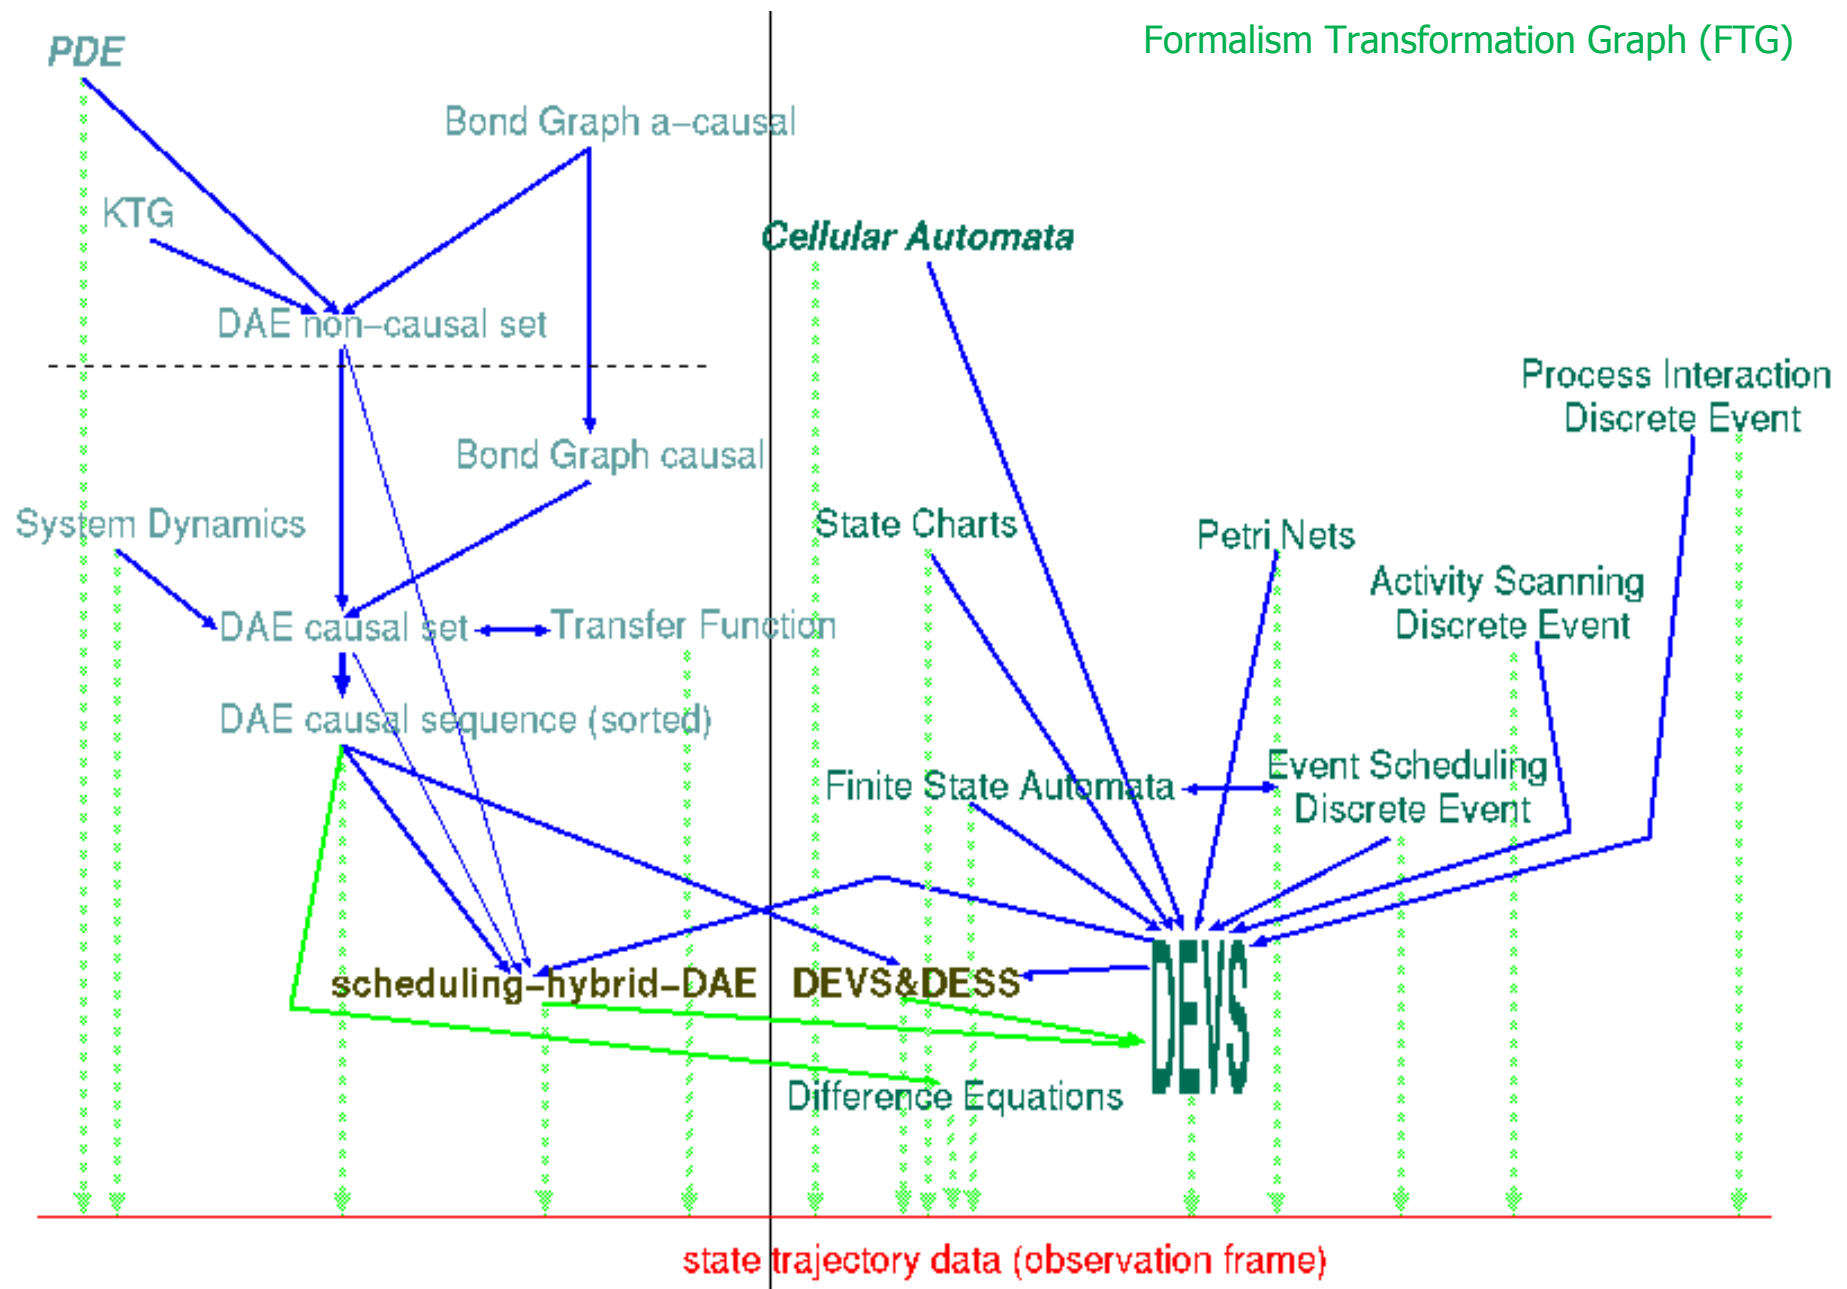 Formalism Transformation Graph (FTG)
PDE
Bond Graph a-causal
KTG
Cellular Automata
DAE non-causal set
Process Interaction
Discrete Event
Bond Graph causal
System Dynamics
State Charts
Petri Nets
Activity Scanning
Discrete Event
DAE causal set
Transfer Function
DAE causal sequence (sorted)
Finite State Automata
Event Scheduling
Discrete Event
scheduling-hybrid-DAE
DEVS&DESS
DEVS
Difference Equations
state trajectory data (observation frame)